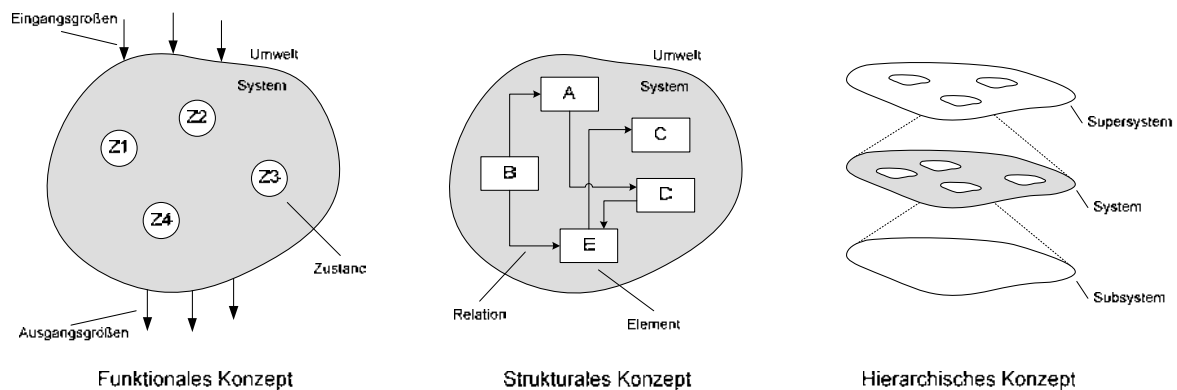 Eingangsgrößen
Umwelt
System
Z2
Z1
Z3
Z4
Zustand
Ausgangsgrößen
Funktionales Konzept
Umwelt
System
A
C
B
D
E
Relation
Element
Strukturales Konzept
Supersystem
System
Subsystem
Hierarchisches Konzept